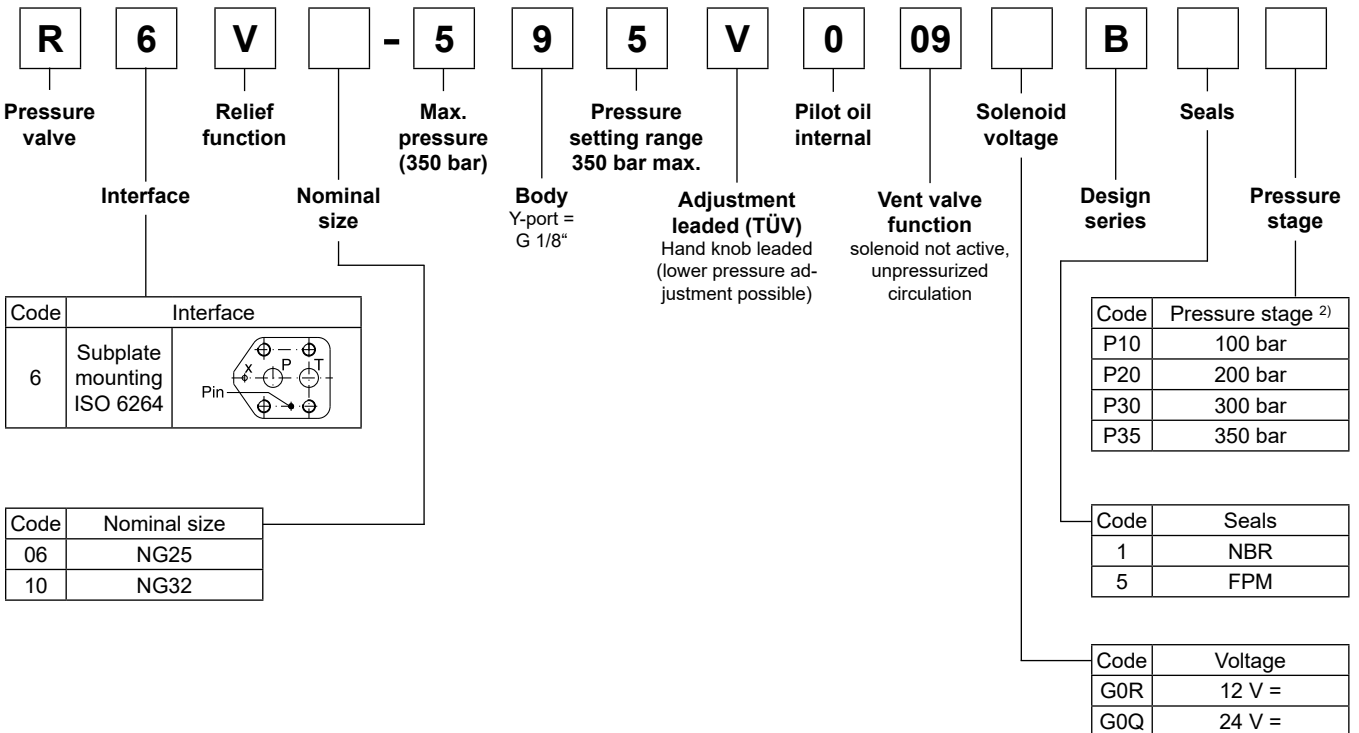 R 6 V - 5 9 5 V 0 09 B
Pressure valve
Relief function
Max. pressure (350 bar)
Pressure setting range 350 bar max.
Pilot oil internal
Solenoid voltage
Seals
Interface
Nominal size
Body
Y-port =
G 1/8“
Adjustment leaded (TÜV)
Hand knob leaded
(lower pressure ad-
justment possible)
Vent valve function
solenoid not active,
unpressurized
circulation
Design series
Pressure stage
Code Interface
6 Subplate mounting ISO 6264
x P T
Pin
Code Pressure stage 2)
P10 100 bar
P20 200 bar
P30 300 bar
P35 350 bar
Code Nominal size
06 NG25
10 NG32
Code Seals
1 NBR
5 FPM
Code Voltage
G0R 12 V =
G0Q 24 V =